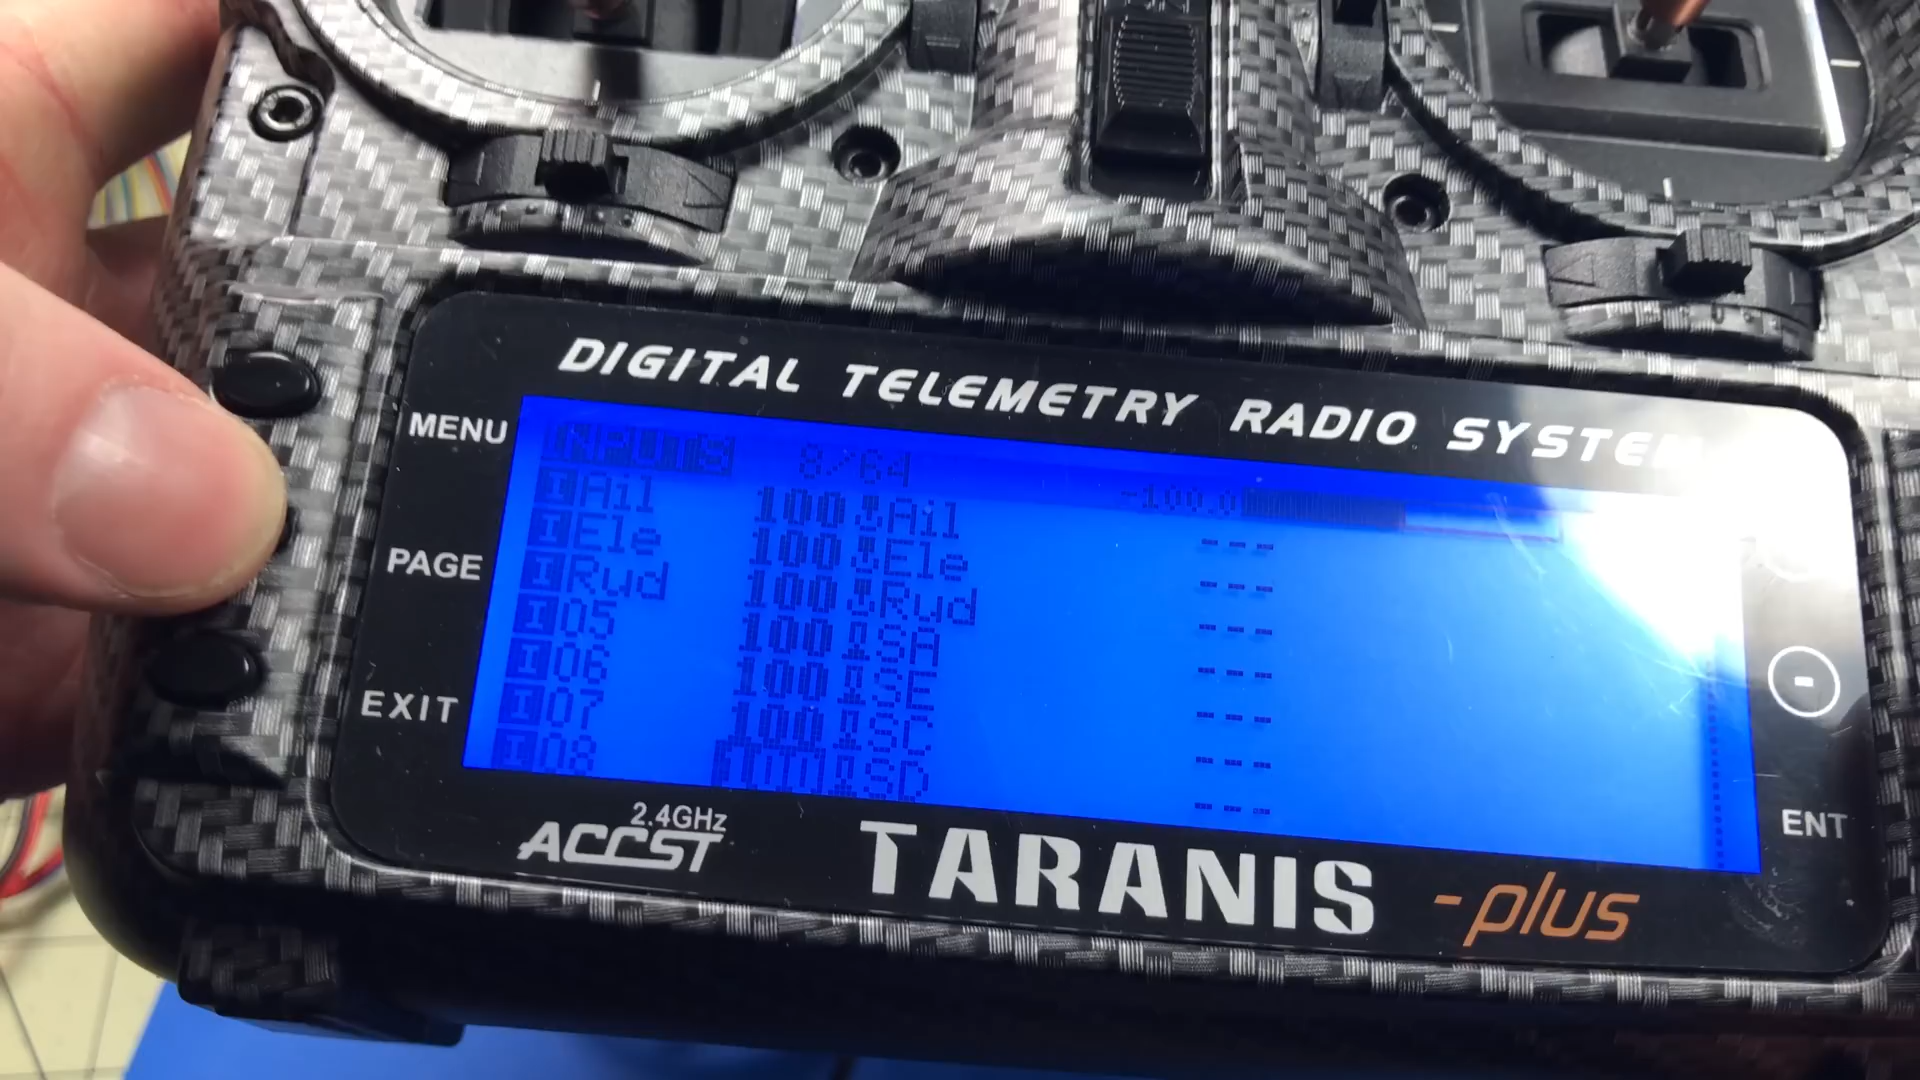 DIGITAL TELEMETRY RADIO SYSTEM
MENU
PAGE
EXIT
INPUTS 8/64 -100.0
I Ail 100 Ail ---
I Ele 100 Ele ---
I Rud 100 Rud ---
I 05 100 SA ---
I 06 100 SE ---
I 07 100 SC ---
I 08 SD ---
-
ENT
2.4GHz
ACCST
TARANIS -plus